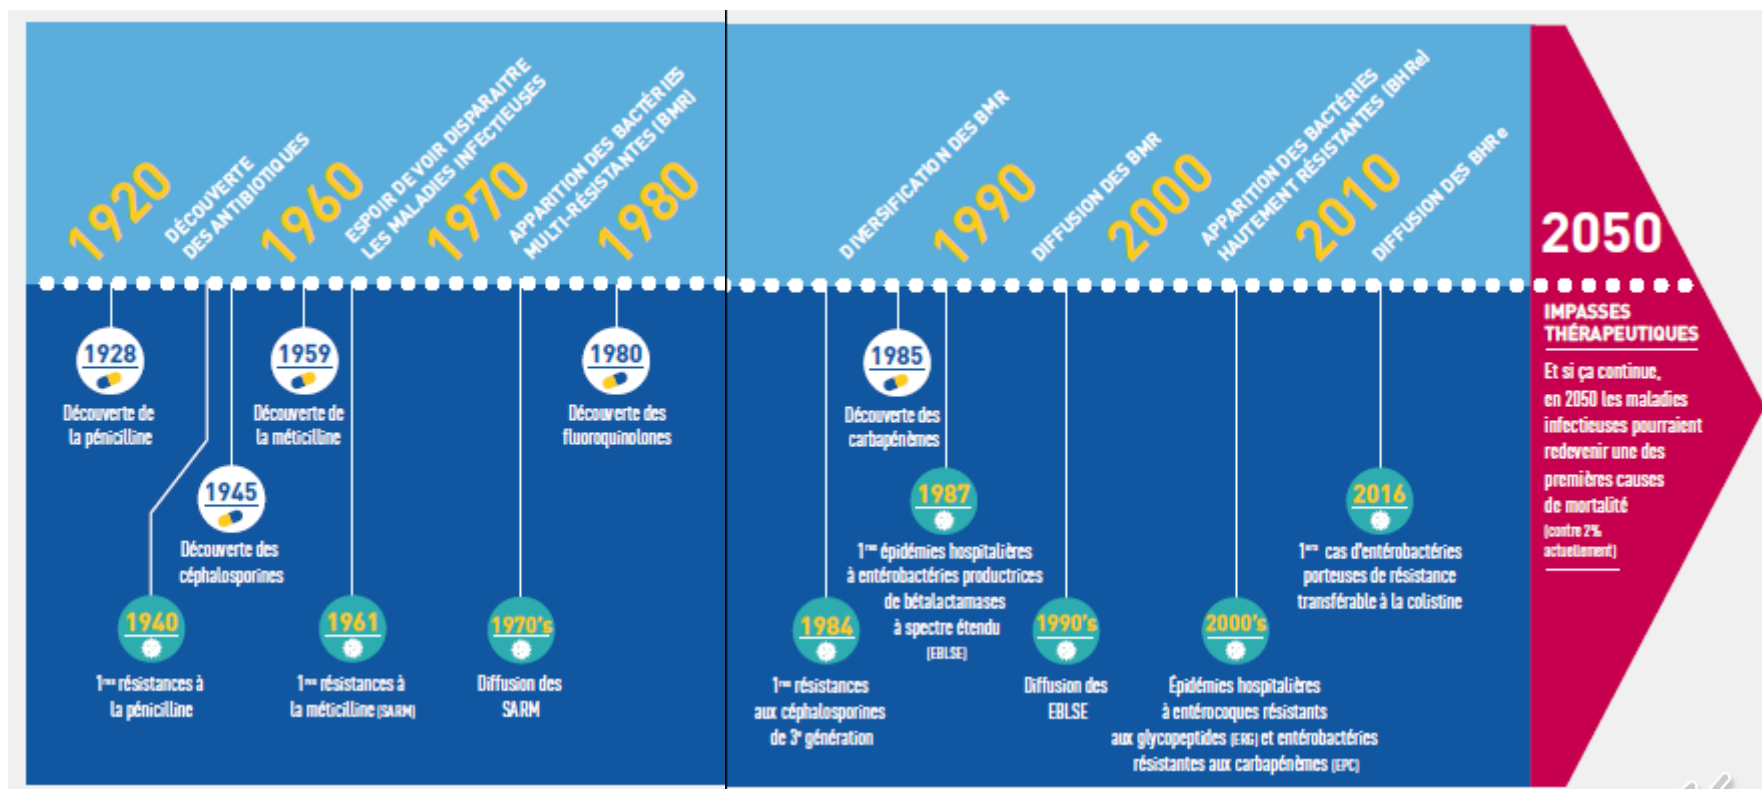 1920
DÉCOUVERTE
DES ANTIBIOTIQUES
1960
ESPOIR DE VOIR DISPARAITRE
LES MALADIES INFECTIEUSES
1970
APPARITION DES BACTÉRIES
MULTI-RÉSISTANTES (BMR)
1980
DIVERSIFICATION DES BMR
1990
DIFFUSION DES BMR
2000
APPARITION DES BACTÉRIES
HAUTEMENT RÉSISTANTES (BHRe)
2010
DIFFUSION DES BHRe
2050
IMPASSES
THÉRAPEUTIQUES
Et si ça continue,
en 2050 les maladies
infectieuses pourraient
redevenir une des
premières causes
de mortalité
(contre 2%
actuellement)
1928
Découverte de
la pénicilline
1940
1ères résistances à
la pénicilline
1945
Découverte des
céphalosporines
1959
Découverte de
la méticilline
1961
1ères résistances à
la méticilline (SARM)
1970's
Diffusion des
SARM
1980
Découverte des
fluoroquinolones
1984
1ères résistances
aux céphalosporines
de 3e génération
1985
Découverte des
carbapénèmes
1987
1ères épidémies hospitalières
à entérobactéries productrices
de bétalactamases
à spectre étendu
(EBLSE)
1990's
Diffusion des
EBLSE
2000's
Épidémies hospitalières
à entérocoques résistants
aux glycopeptides (ERG) et entérobactéries
résistantes aux carbapénèmes (EPC)
2016
1ers cas d'entérobactéries
porteuses de résistance
transférable à la colistine